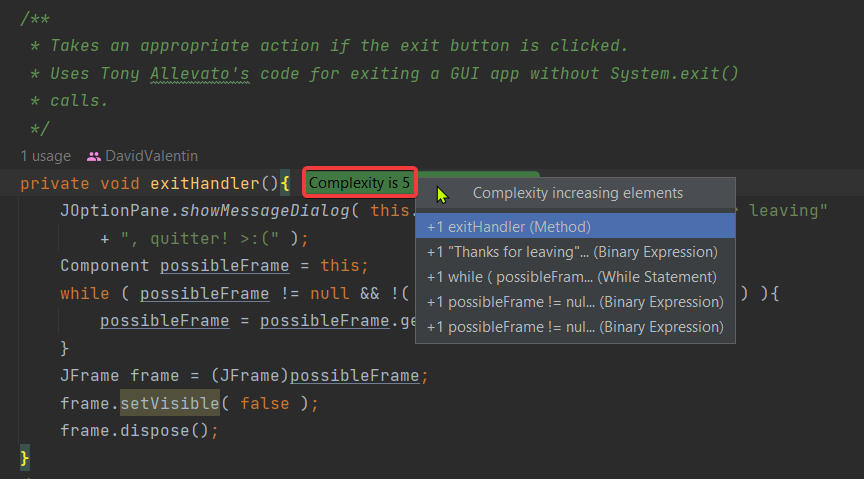 /**
* Takes an appropriate action if the exit button is clicked.
* Uses Tony Allevato's code for exiting a GUI app without System.exit()
* calls.
*/
1 usage DavidValentin
private void exitHandler(){ Complexity is 5
Complexity increasing elements
JOptionPane.showMessageDialog( this. leaving"
+1 exitHandler (Method)
+ ", quitter! >:(" );
+1 "Thanks for leaving"... (Binary Expression)
Component possibleFrame = this;
+1 while ( possibleFram... (While Statement)
while ( possibleFrame != null && !( ) ){
+1 possibleFrame != nul... (Binary Expression)
possibleFrame = possibleFrame.ge
+1 possibleFrame != nul... (Binary Expression)
}
JFrame frame = (JFrame)possibleFrame;
frame.setVisible( false );
frame.dispose();
}